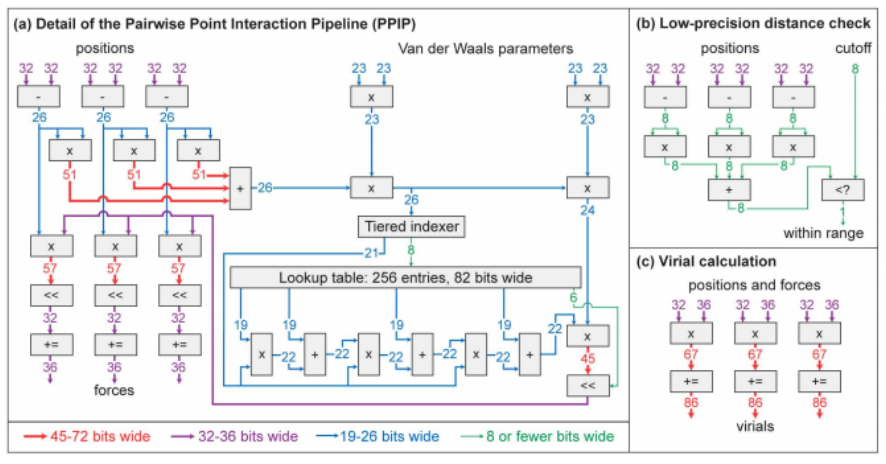 (a) Detail of the Pairwise Point Interaction Pipeline (PPIP)
positions
Van der Waals parameters
32 32 32 32 32 32
23 23 23 23
- - -
x x
26 26 26
23 23
x x x
51 51 51
+
26
x x
26
24
Tiered indexer
21
8
Lookup table: 256 entries, 82 bits wide
6
x x x
57 57 57
<< << <<
32 32 32
+= += +=
36 36 36
forces
19 19 19 19
x 22 + 22 x 22 + 22 x 22 + 22
x
45
<<
45-72 bits wide
32-36 bits wide
19-26 bits wide
8 or fewer bits wide
(b) Low-precision distance check
positions
cutoff
32 32 32 32 32 32
8
- - -
8 8 8
x x x
8 8 8
+
<?
8
1
within range
(c) Virial calculation
positions and forces
32 36 32 36 32 36
x x x
67 67 67
+= += +=
86 86 86
virials